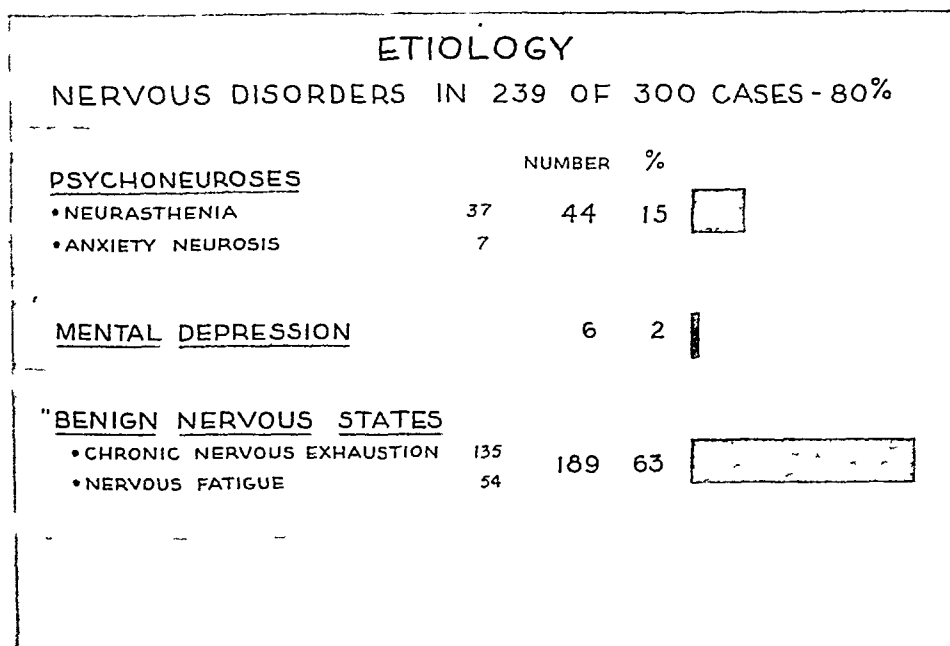 ETIOLOGY
NERVOUS DISORDERS IN 239 OF 300 CASES - 80%
NUMBER %
PSYCHONEUROSES
• NEURASTHENIA 37 44 15
• ANXIETY NEUROSIS 7
MENTAL DEPRESSION 6 2
"BENIGN NERVOUS STATES
• CHRONIC NERVOUS EXHAUSTION 135 189 63
• NERVOUS FATIGUE 54